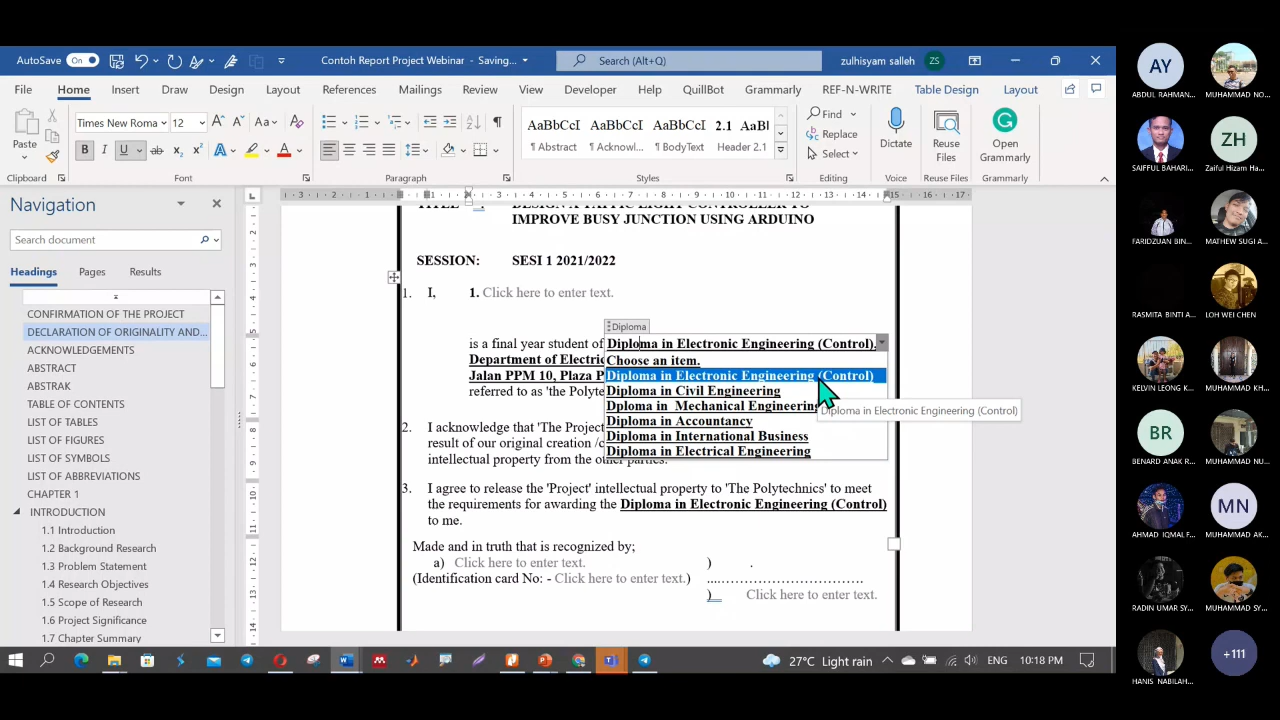 AutoSave On
Contoh Report Project Webinar - Saving...
Search (Alt+Q)
zulhisyam salleh ZS
File Home Insert Draw Design Layout References Mailings Review View Developer Help QuillBot Grammarly REF-N-WRITE Table Design Layout
Paste
Times New Roma 12
AaBbCcI AaBbCcI AaBbCcI 2.1 AaBl
¶ Abstract ¶ Acknowl... ¶ BodyText Header 2.1
Find
Replace
Select
Dictate
Reuse Files
Open Grammarly
Clipboard Font Paragraph Styles Editing Voice Reuse Files Grammarly
Navigation
Search document
Headings Pages Results
CONFIRMATION OF THE PROJECT
DECLARATION OF ORIGINALITY AND...
ACKNOWLEDGEMENTS
ABSTRACT
ABSTRAK
TABLE OF CONTENTS
LIST OF TABLES
LIST OF FIGURES
LIST OF SYMBOLS
LIST OF ABBREVIATIONS
CHAPTER 1
INTRODUCTION
1.1 Introduction
1.2 Background Research
1.3 Problem Statement
1.4 Research Objectives
1.5 Scope of Research
1.6 Project Significance
1.7 Chapter Summary
IMPROVE BUSY JUNCTION USING ARDUINO
SESSION: SESI 1 2021/2022
1. I, 1. Click here to enter text.
Diploma
is a final year student of Diploma in Electronic Engineering (Control),
Department of Electric
Jalan PPM 10, Plaza P
referred to as 'the Polyte
Choose an item.
Diploma in Electronic Engineering (Control)
Diploma in Civil Engineering
Dploma in Mechanical Engineering
Diploma in Accountancy
Diploma in International Business
Diploma in Electrical Engineering
Diploma in Electronic Engineering (Control)
2. I acknowledge that 'The Project
result of our original creation /c
intellectual property from the other parties.
3. I agree to release the 'Project' intellectual property to 'The Polytechnics' to meet
the requirements for awarding the Diploma in Electronic Engineering (Control)
to me.
Made and in truth that is recognized by;
a) Click here to enter text. ) .
(Identification card No: - Click here to enter text.) ....…………………………….
) Click here to enter text.
27°C Light rain ENG 10:18 PM
AY
ABDUL RAHMAN...
MUHAMMAD NO...
SAIFFUL BAHARI...
ZH
Zaiful Hizam Ha...
FARIDZUAN BIN...
MATHEW SUGI A...
RASMITA BINTI A...
LOH WEI CHEN
KELVIN LEONG K...
MUHAMMAD KH...
BR
BENARD ANAK R...
MUHAMMAD NU...
AHMAD IQMAL F...
MN
MUHAMMAD AK...
RADIN UMAR SY...
MUHAMMAD SY...
HANIS NABILAH...
+111